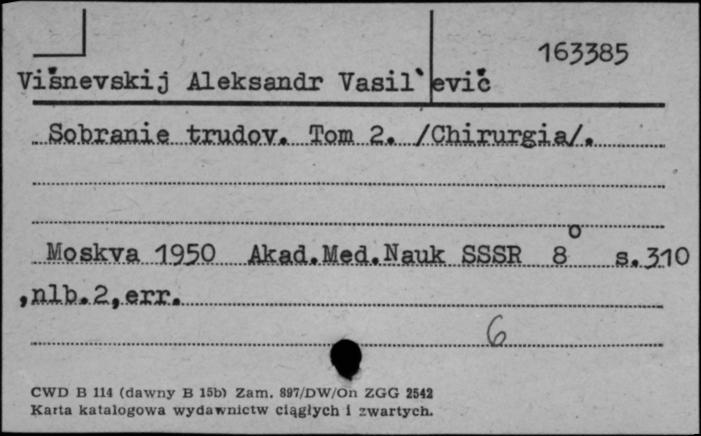 163385
Višnevskij Aleksandr Vasil`evič
Sobranie trudov. Tom 2. /Chirurgia/.
Moskva 1950 Akad.Med.Nauk SSSR 8° s.310
,nlb.2,err.
6
CWD B 114 (dawny B 15b) Zam. 897/DW/On ZGG 2542
Karta katalogowa wydawnictw ciągłych i zwartych.